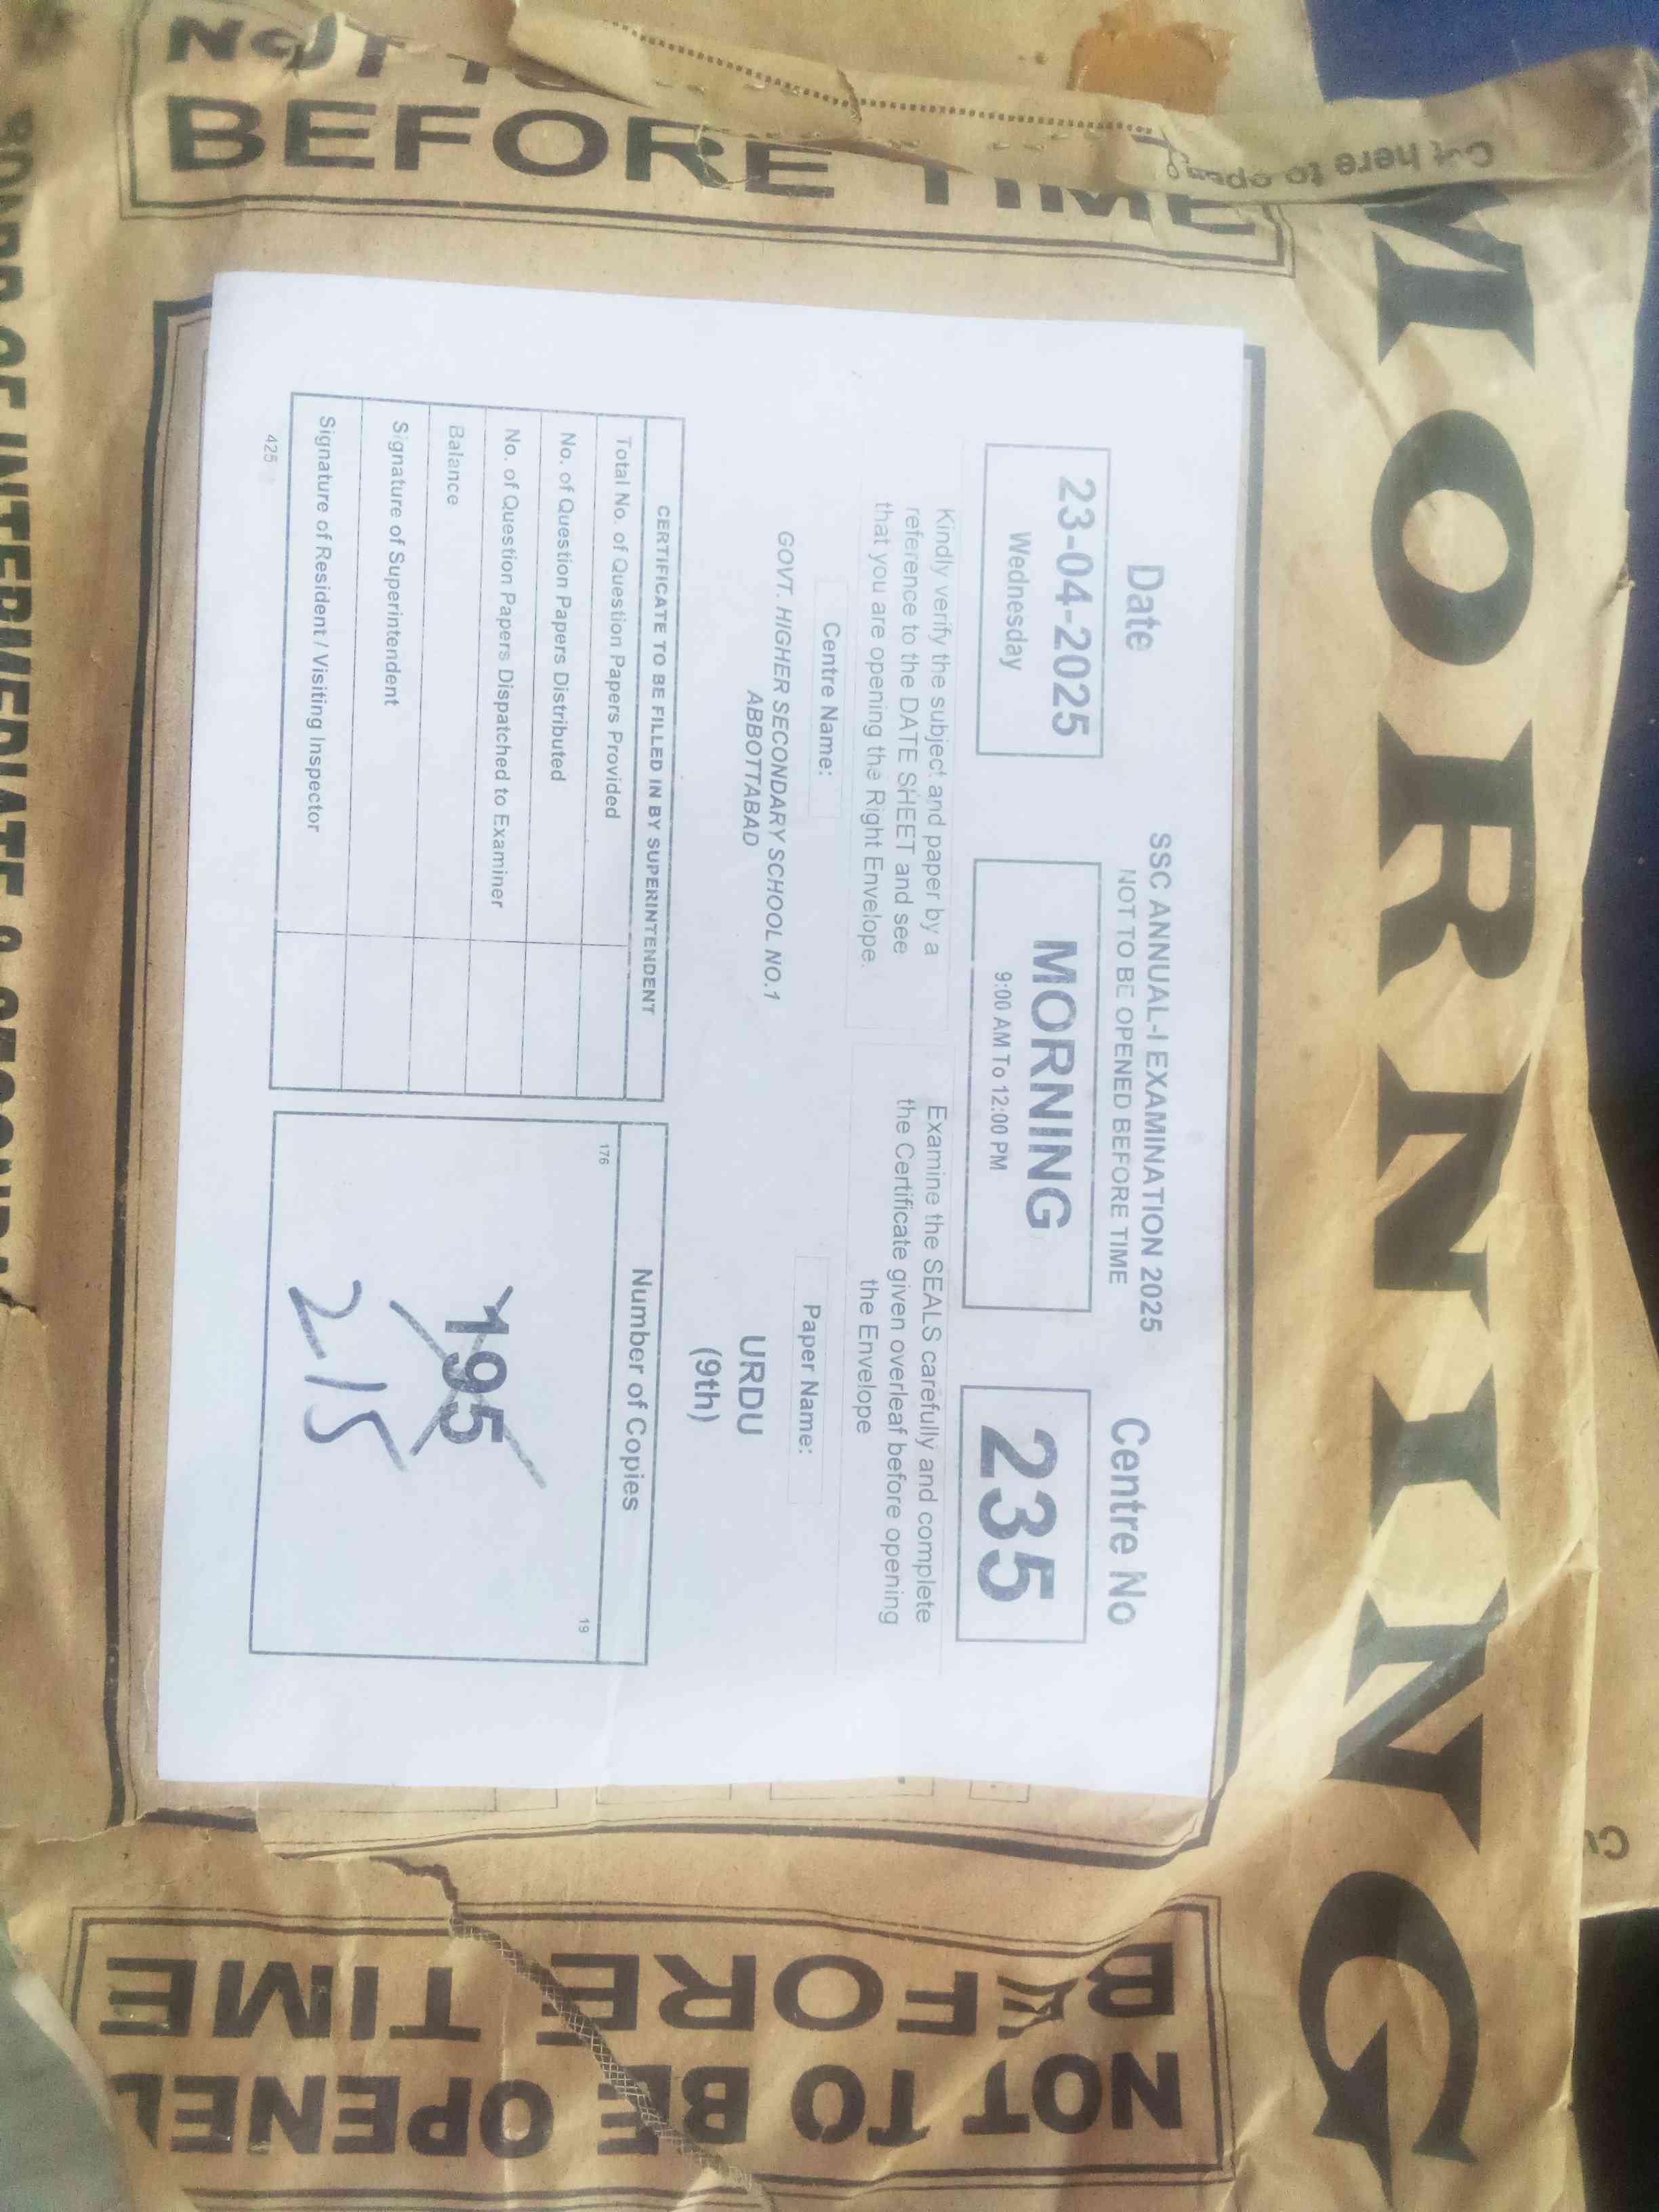 MORNING
Cut here to open
NOT TO
BEFORE TIME
SSC ANNUAL-I EXAMINATION 2025
NOT TO BE OPENED BEFORE TIME
Date
Centre No
23-04-2025
Wednesday
MORNING
9:00 AM To 12:00 PM
235
Kindly verify the subject and paper by a
reference to the DATE SHEET and see
that you are opening the Right Envelope.
Examine the SEALS carefully and complete
the Certificate given overleaf before opening
the Envelope
Centre Name:
GOVT. HIGHER SECONDARY SCHOOL NO.1
ABBOTTABAD
Paper Name:
URDU
(9th)
CERTIFICATE TO BE FILLED IN BY SUPERINTENDENT
Total No. of Question Papers Provided
No. of Question Papers Distributed
No. of Question Papers Dispatched to Examiner
Balance
Signature of Superintendent
Signature of Resident / Visiting Inspector
425
Number of Copies
176
19
195
215
NOT TO BE OPENED
BEFORE TIME
OF INTERMEDIATE &